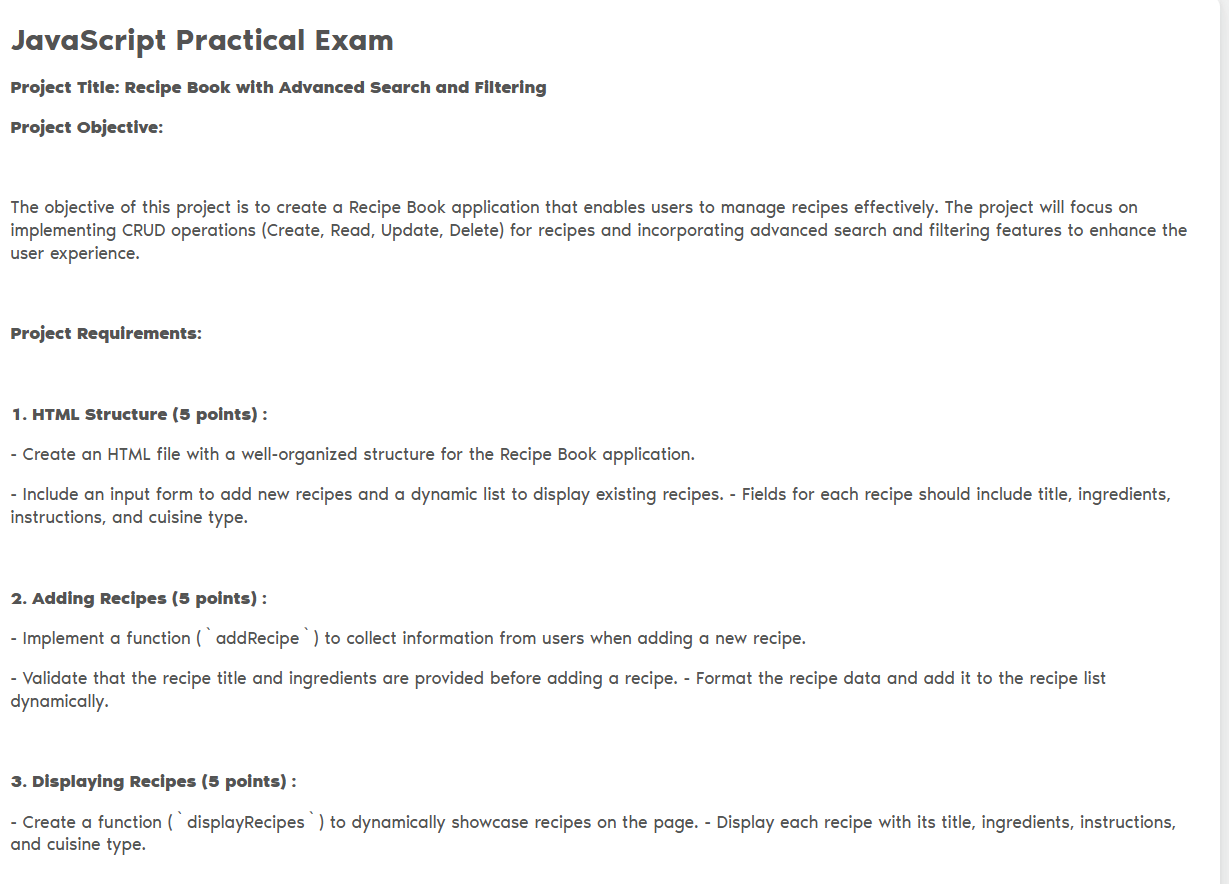 JavaScript Practical Exam
Project Title: Recipe Book with Advanced Search and Filtering
Project Objective:
The objective of this project is to create a Recipe Book application that enables users to manage recipes effectively. The project will focus on
implementing CRUD operations (Create, Read, Update, Delete) for recipes and incorporating advanced search and filtering features to enhance the
user experience.
Project Requirements:
1. HTML Structure (5 points) :
- Create an HTML file with a well-organized structure for the Recipe Book application.
- Include an input form to add new recipes and a dynamic list to display existing recipes. - Fields for each recipe should include title, ingredients,
instructions, and cuisine type.
2. Adding Recipes (5 points) :
- Implement a function (`addRecipe`) to collect information from users when adding a new recipe.
- Validate that the recipe title and ingredients are provided before adding a recipe. - Format the recipe data and add it to the recipe list
dynamically.
3. Displaying Recipes (5 points) :
- Create a function (`displayRecipes`) to dynamically showcase recipes on the page. - Display each recipe with its title, ingredients, instructions,
and cuisine type.